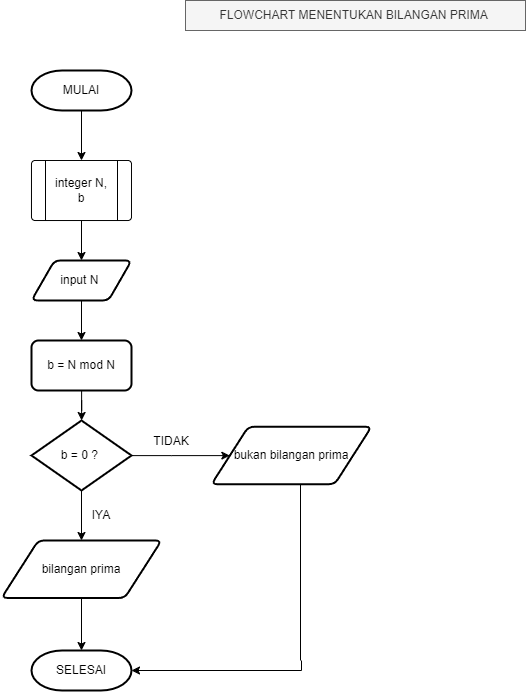 FLOWCHART MENENTUKAN BILANGAN PRIMA
MULAI
integer N,
b
input N
b = N mod N
b = 0 ?
TIDAK
bukan bilangan prima
IYA
bilangan prima
SELESAI